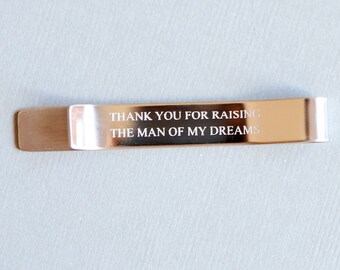 THANK YOU FOR RAISING
THE MAN OF MY DREAMS